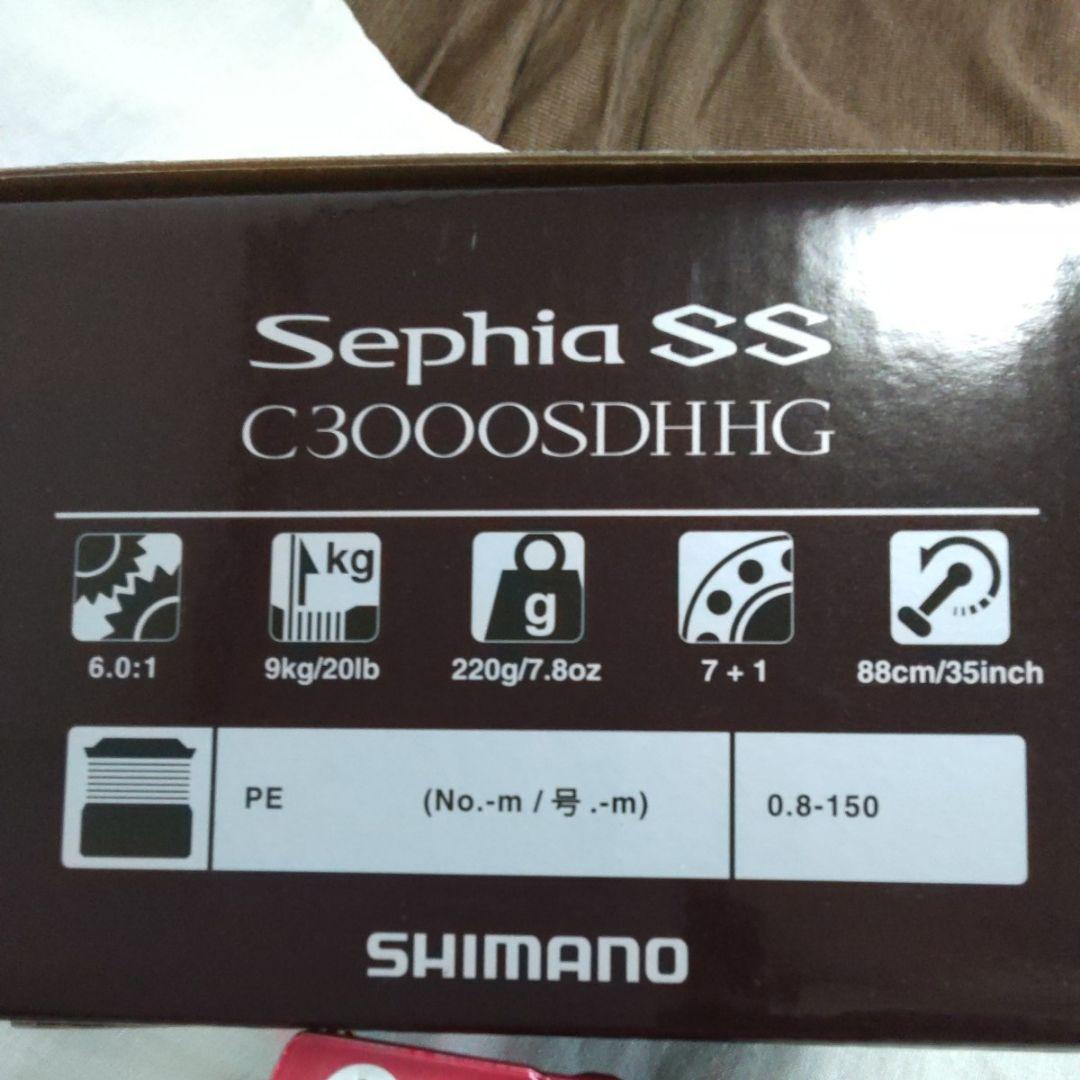 Sephia SS
C3000SDHHG
kg
g
6.0:1 9kg/20lb 220g/7.8oz 7 + 1 88cm/35inch
PE (No.-m / 号 .-m) 0.8-150
SHIMANO